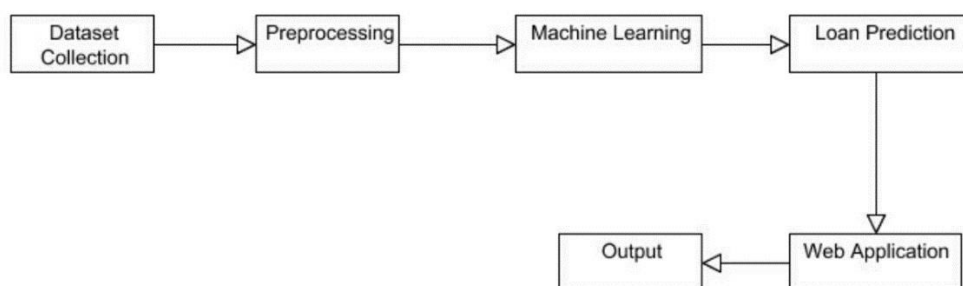 Dataset
Collection
Preprocessing
Machine Learning
Loan Prediction
Web Application
Output